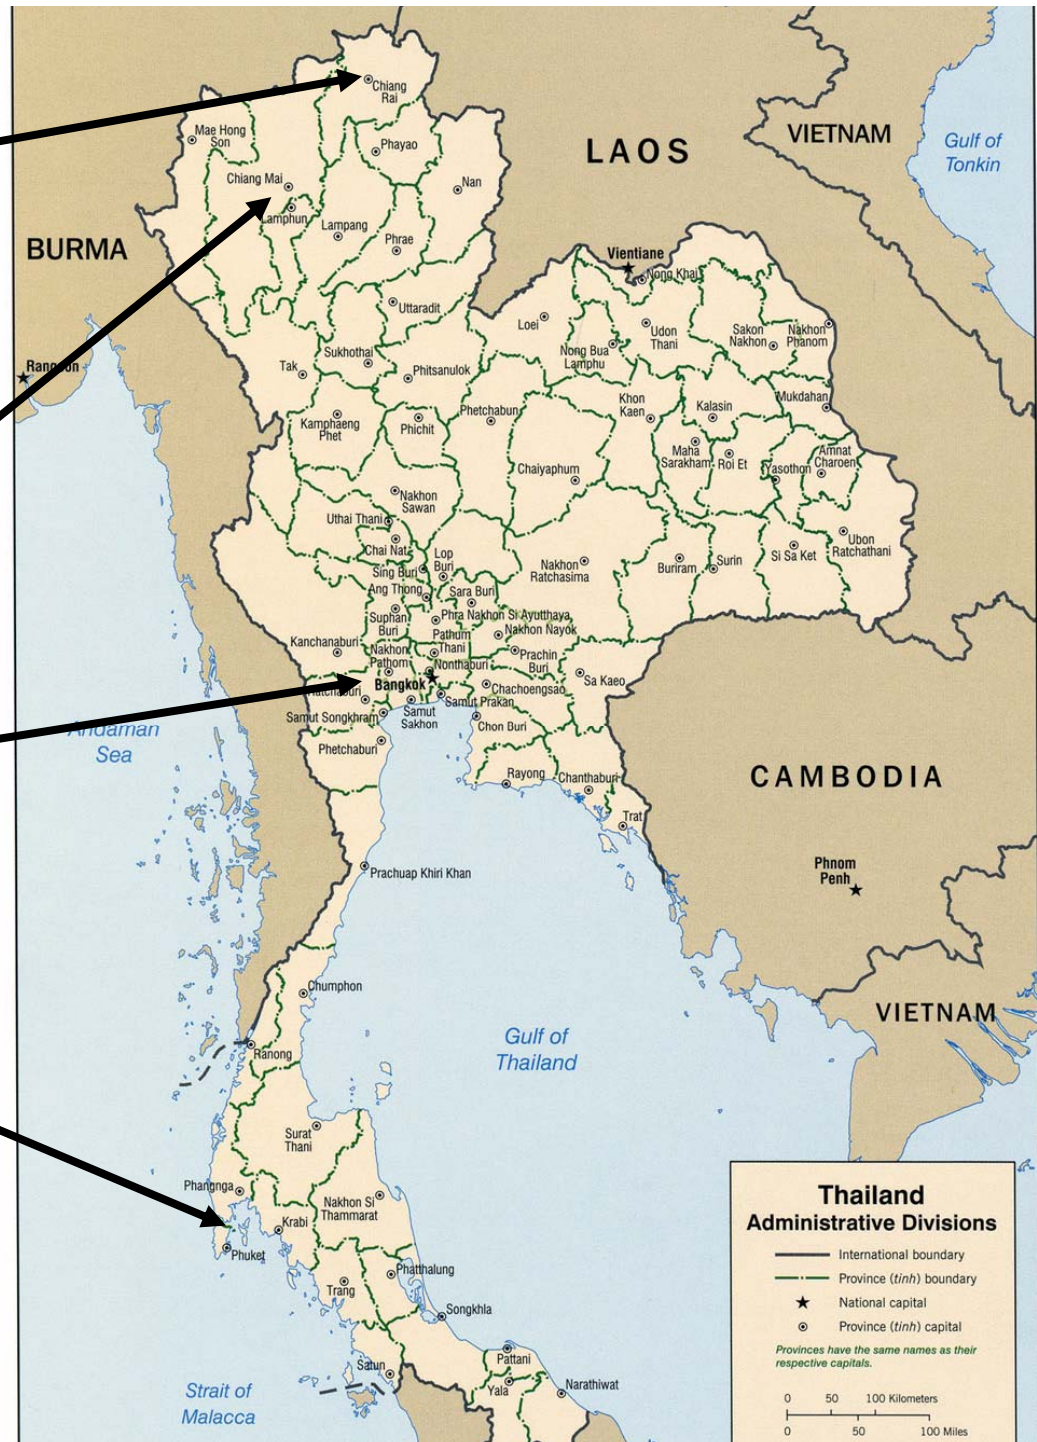 Chiang
Rai
Mae Hong
Son
Phayao
LAOS
VIETNAM
Gulf of
Tonkin
Chiang Mai
Nan
Lamphun
Lampang
Phrae
BURMA
Vientiane
Nong Khai
Uttaradit
Loei
Udon
Thani
Sakon
Nakhon
Nakhon
Phanom
Nong Bua
Lamphu
Sukhothai
Tak
Phitsanulok
Rangoon
Khon
Kaen
Kalasin
Mukdahan
Phetchabun
Kamphaeng
Phet
Phichit
Maha
Sarakham
Roi Et
Yasothon
Amnat
Charoen
Chaiyaphum
Nakhon
Sawan
Uthai Thani
Chai Nat
Ubon
Ratchathani
Si Sa Ket
Lop
Buri
Sing Buri
Nakhon
Ratchasima
Buriram
Surin
Ang Thong
Sara Buri
Suphan
Buri
Phra Nakhon Si Ayutthaya
Nakhon Nayok
Pathum
Thani
Kanchanaburi
Nakhon
Pathom
Prachin
Buri
Nonthaburi
Sa Kaeo
Bangkok
Chachoengsao
Ratchaburi
Samut Prakan
Samut Songkhram
Samut
Sakhon
Chon Buri
Andaman
Sea
Phetchaburi
Rayong
Chanthaburi
CAMBODIA
Trat
Phnom
Penh
Prachuap Khiri Khan
Chumphon
VIETNAM
Gulf of
Thailand
Ranong
Surat
Thani
Phangnga
Nakhon Si
Thammarat
Krabi
Phuket
Phatthalung
Trang
Songkhla
Satun
Pattani
Yala
Narathiwat
Strait of
Malacca
Thailand
Administrative Divisions
International boundary
Province (tinh) boundary
National capital
Province (tinh) capital
Provinces have the same names as their
respective capitals.
0 50 100 Kilometers
0 50 100 Miles